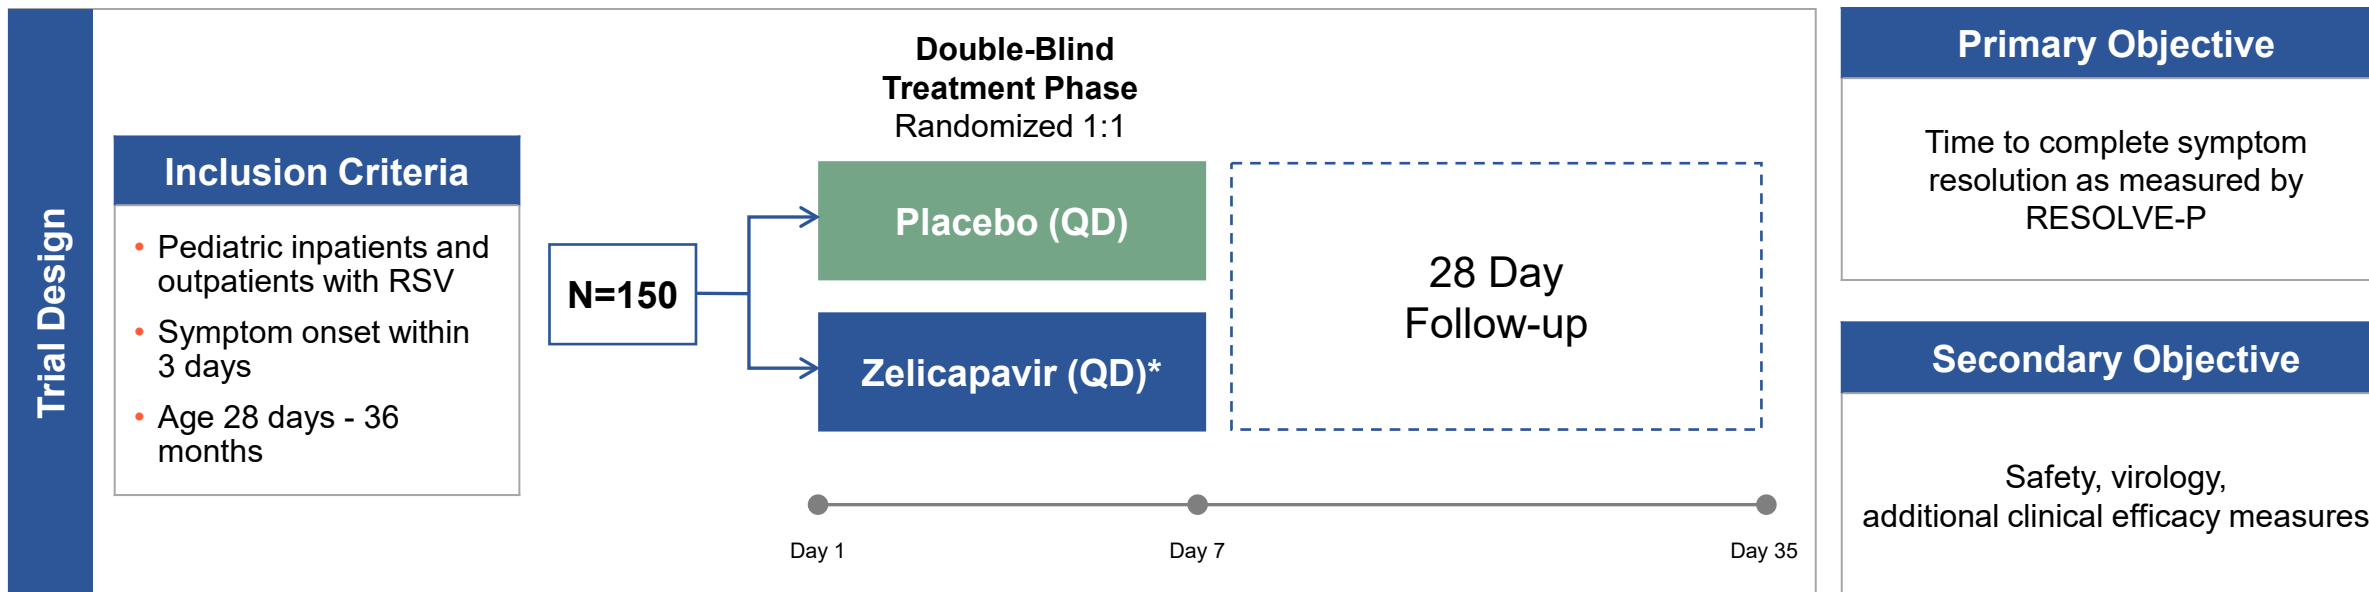 Trial Design
Inclusion Criteria
• Pediatric inpatients and
outpatients with RSV
• Symptom onset within
3 days
• Age 28 days - 36
months
N=150
Double-Blind
Treatment Phase
Randomized 1:1
Placebo (QD)
Zelicapavir (QD)*
28 Day
Follow-up
Day 1
Day 7
Day 35
Primary Objective
Time to complete symptom
resolution as measured by
RESOLVE-P
Secondary Objective
Safety, virology,
additional clinical efficacy measures